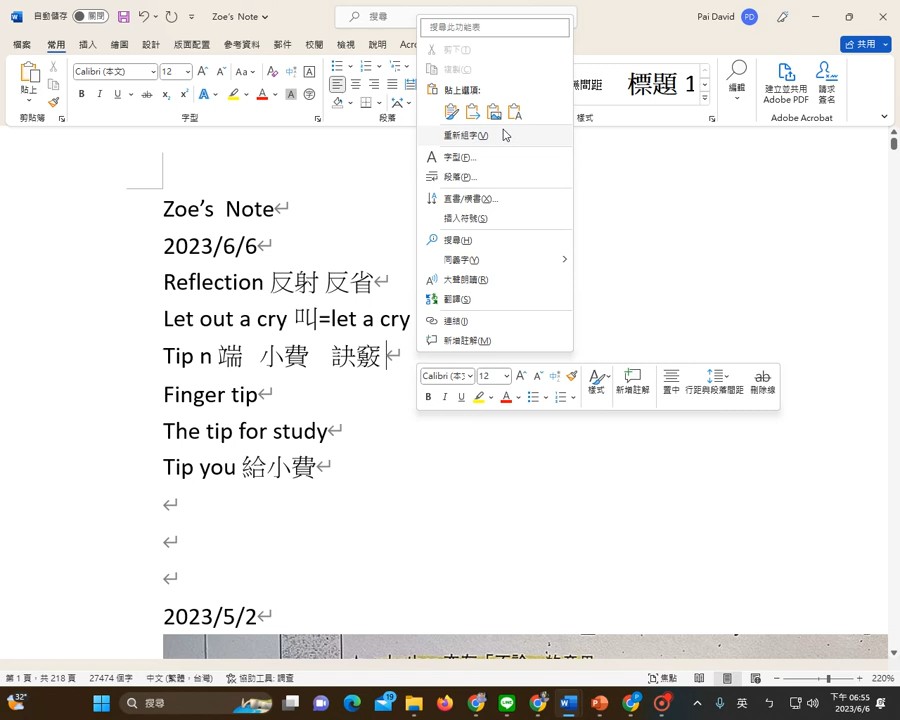 自動儲存 關閉 Zoe's Note 搜尋 Pai David PD
檔案 常用 插入 繪圖 設計 版面配置 參考資料 郵件 校閱 檢視 說明 Acr 共用
搜尋此功能表
剪下(T)
複製(C)
貼上選項:
重新組字(V)
字型(F)...
段落(P)...
直書/橫書(X)...
插入符號(S)
搜尋(H)
同義字(Y)
大聲朗讀(R)
翻譯(S)
連結(I)
新增註解(M)
Calibri (本文) 12 Aa
貼上 B I U ab x₂ x² A
剪貼簿 字型 段落 樣式 Adobe Acrobat
無間距 標題 1 編輯 建立並共用 Adobe PDF 請求簽名
Zoe's Note
2023/6/6
Reflection 反射 反省
Let out a cry 叫=let a cry
Tip n 端 小費 訣竅
Finger tip
The tip for study
Tip you 給小費
2023/5/2
Calibri (本文) 12
B I U A 樣式 新增註解 置中 行距與段落間距 刪除線
第 1 頁，共 218 頁 27474 個字 中文 (繁體，台灣) 協助工具: 調查 焦點 220%
32° 搜尋 19 英 下午 06:55
2023/6/6